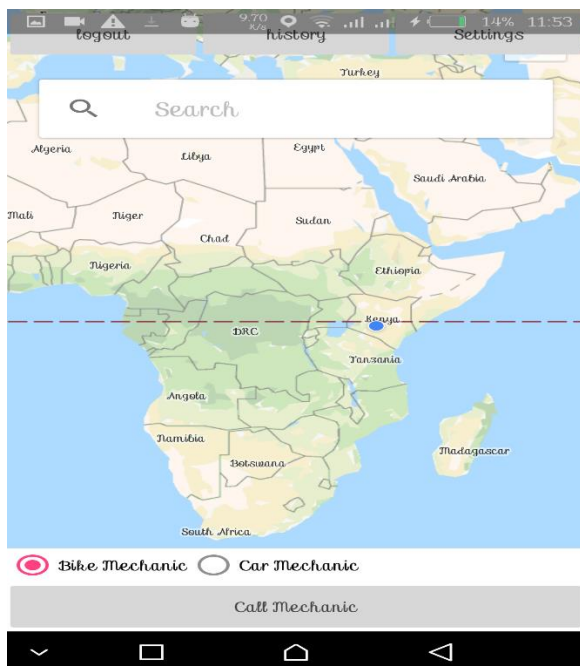 9.70 K/s 14% 11:53
logout history Settings
Search
Turkey
Algeria Libya Egypt
Saudi Arabia
Mali Niger Chad Sudan
Nigeria Ethiopia
Kenya
DRC
Tanzania
Angola
Namibia
Botswana Madagascar
South Africa
Bike Mechanic Car Mechanic
Call Mechanic